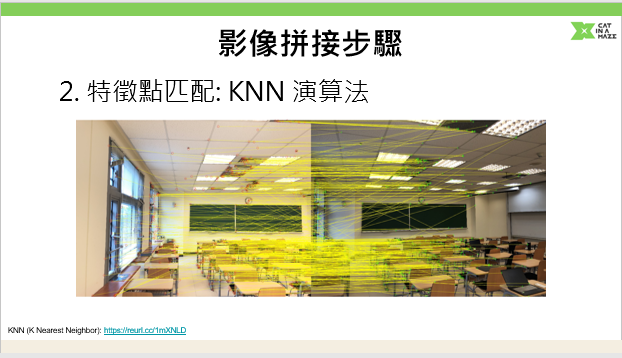 影像拼接步驟
CAT
IN A
MAZE
2. 特徵點匹配: KNN 演算法
KNN (K Nearest Neighbor): https://reurl.cc/1mXNLD